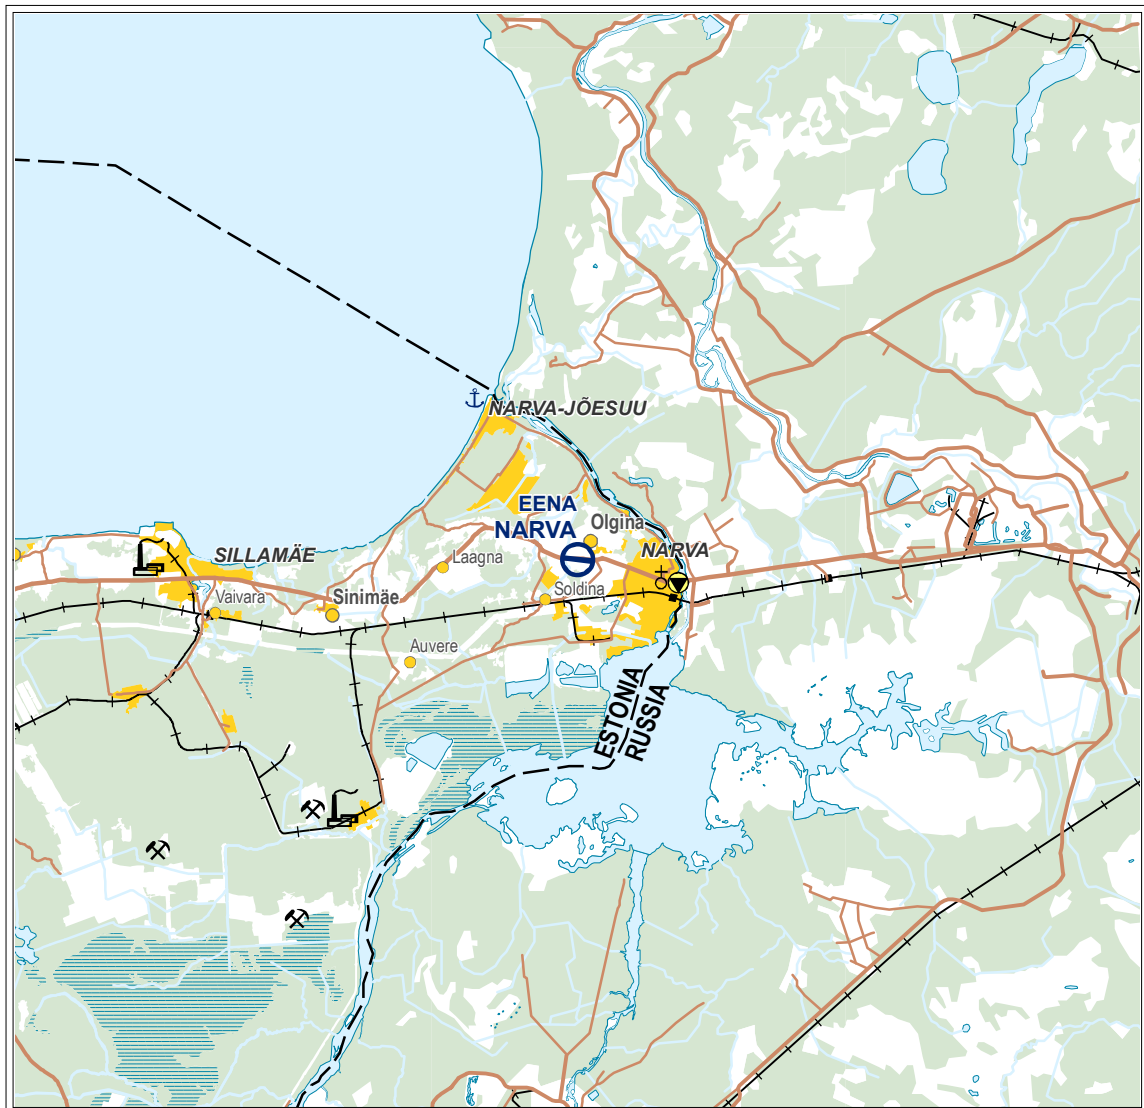 NARVA-JÕESUU
EENA
NARVA
Olgina
NARVA
SILLAMÄE
Laagna
Soldina
Vaivara
Sinimäe
Auvere
ESTONIA
RUSSIA